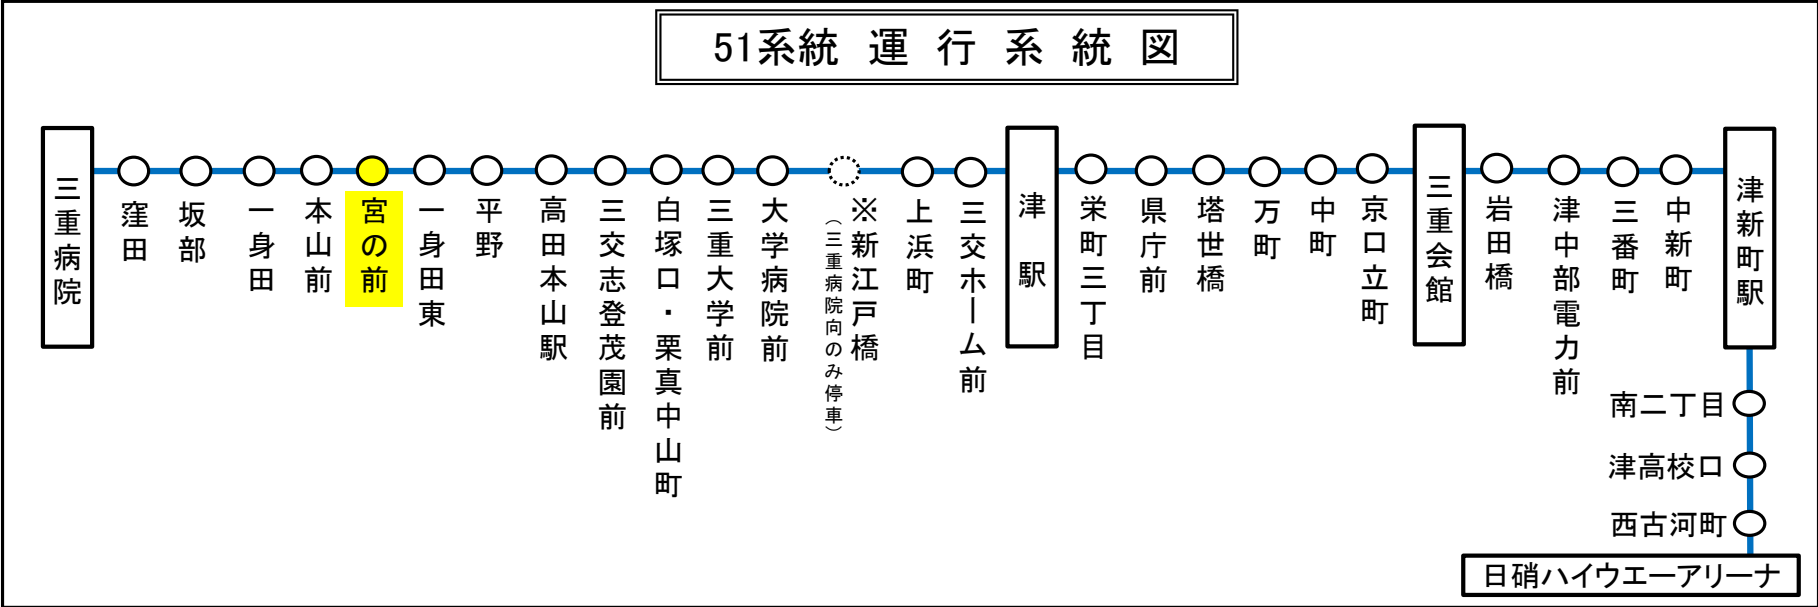 51系統 運 行 系 統 図
三重病院
窪田
坂部
一身田
本山前
宮の前
一身田東
平野
高田本山駅
三交志登茂園前
白塚口・栗真中山町
三重大学前
大学病院前
※新江戸橋
（三重病院向のみ停車）
上浜町
三交ホーム前
津 駅
栄町三丁目
県庁前
塔世橋
万町
中町
京口立町
三重会館
岩田橋
津中部電力前
三番町
中新町
津新町駅
南二丁目
津高校口
西古河町
日硝ハイウエーアリーナ